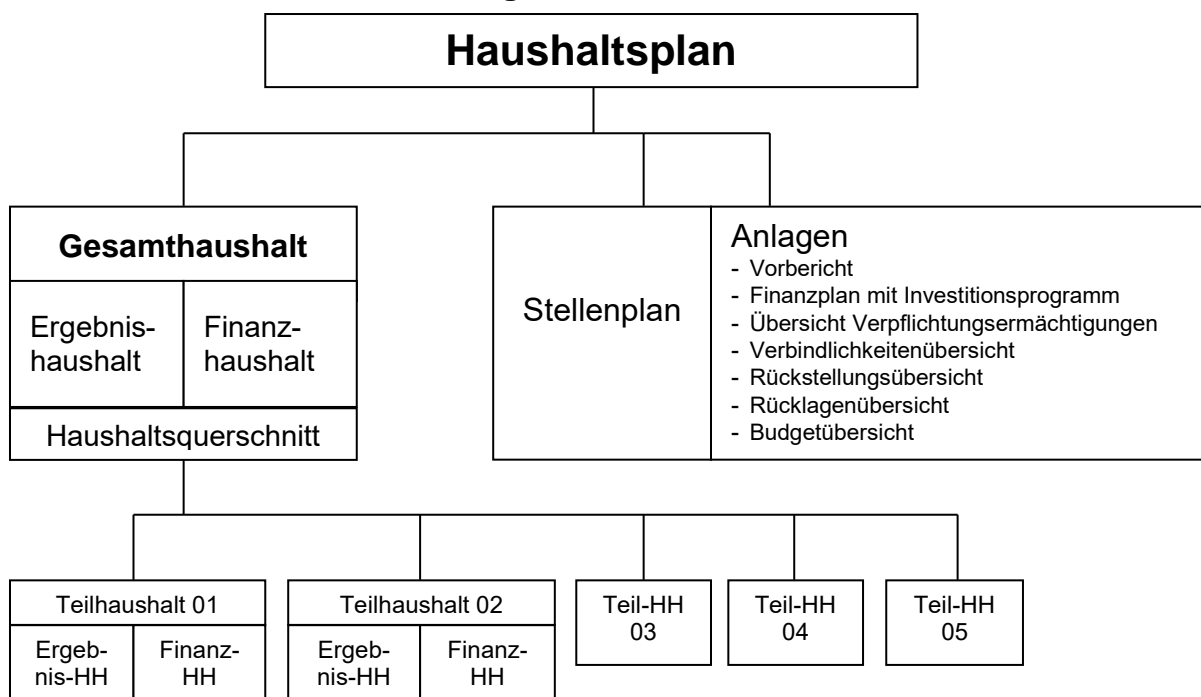 Haushaltsplan
Gesamthaushalt
Ergebnis-
haushalt
Finanz-
haushalt
Haushaltsquerschnitt
Stellenplan
Anlagen
- Vorbericht
- Finanzplan mit Investitionsprogramm
- Übersicht Verpflichtungsermächtigungen
- Verbindlichkeitenübersicht
- Rückstellungsübersicht
- Rücklagenübersicht
- Budgetübersicht
Teilhaushalt 01
Ergeb-
nis-HH
Finanz-
HH
Teilhaushalt 02
Ergeb-
nis-HH
Finanz-
HH
Teil-HH
03
Teil-HH
04
Teil-HH
05